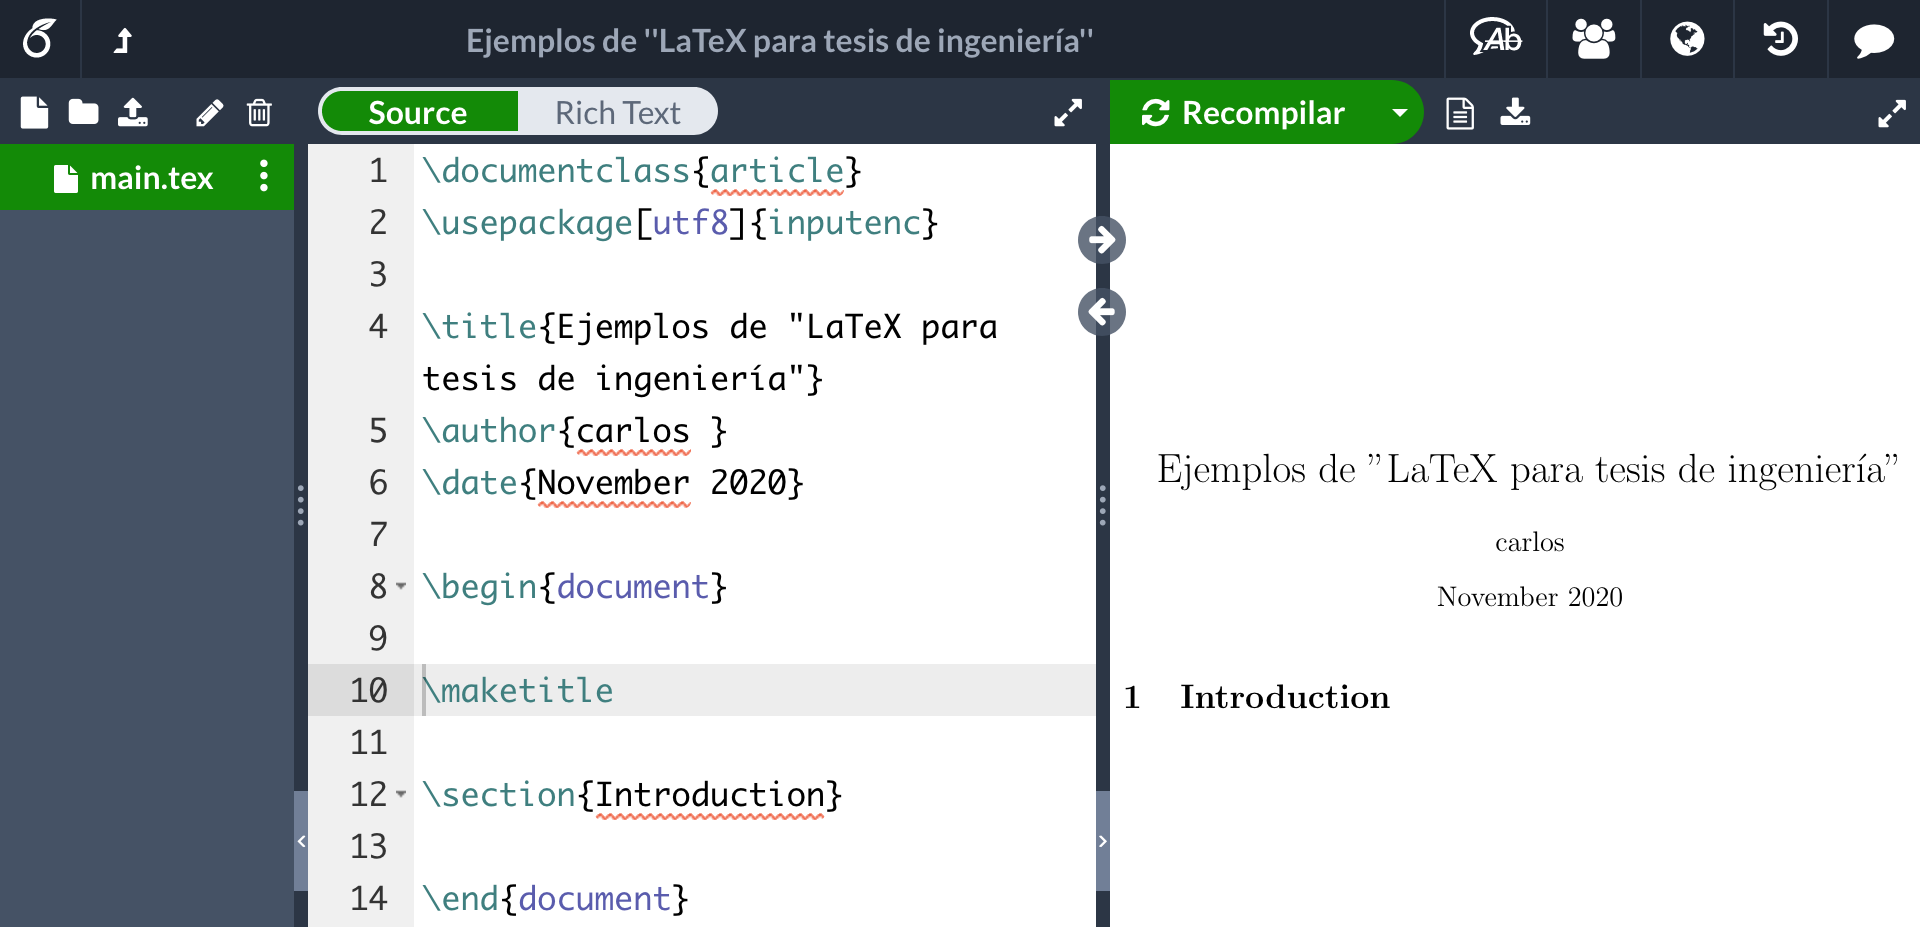 Ejemplos de ''LaTeX para tesis de ingeniería''
Ab
Source
Rich Text
Recompilar
main.tex
1 \documentclass{article}
2 \usepackage[utf8]{inputenc}
3
4 \title{Ejemplos de "LaTeX para
tesis de ingeniería"}
5 \author{carlos }
6 \date{November 2020}
7
8 \begin{document}
9
10 \maketitle
11
12 \section{Introduction}
13
14 \end{document}
Ejemplos de ”LaTeX para tesis de ingeniería”
carlos
November 2020
1 Introduction